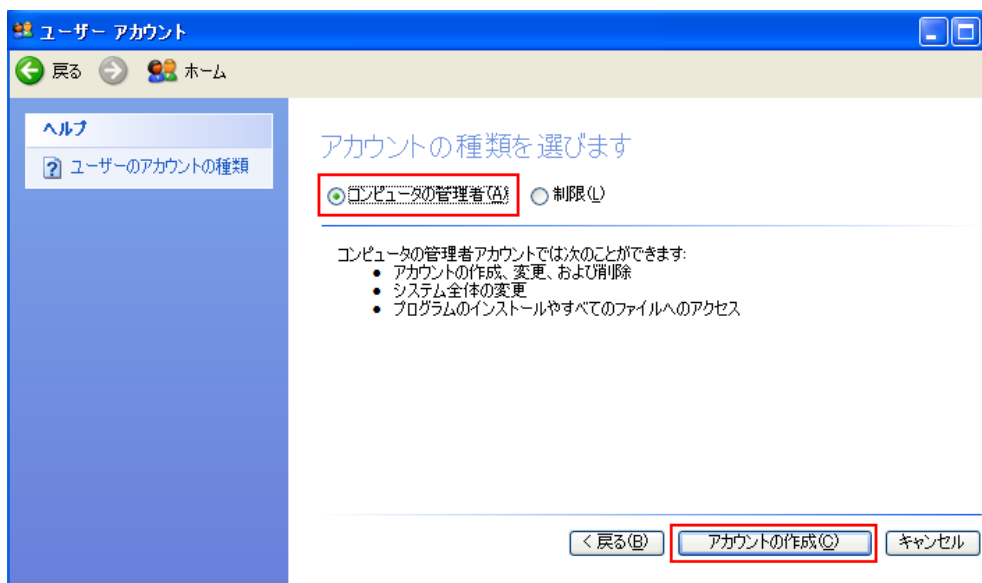 ユーザー アカウント
戻る ホーム
ヘルプ
ユーザーのアカウントの種類
アカウントの種類を選びます
コンピュータの管理者(A) 制限(L)
コンピュータの管理者アカウントでは次のことができます:
• アカウントの作成、変更、および削除
• システム全体の変更
• プログラムのインストールやすべてのファイルへのアクセス
< 戻る(B) アカウントの作成(C) キャンセル